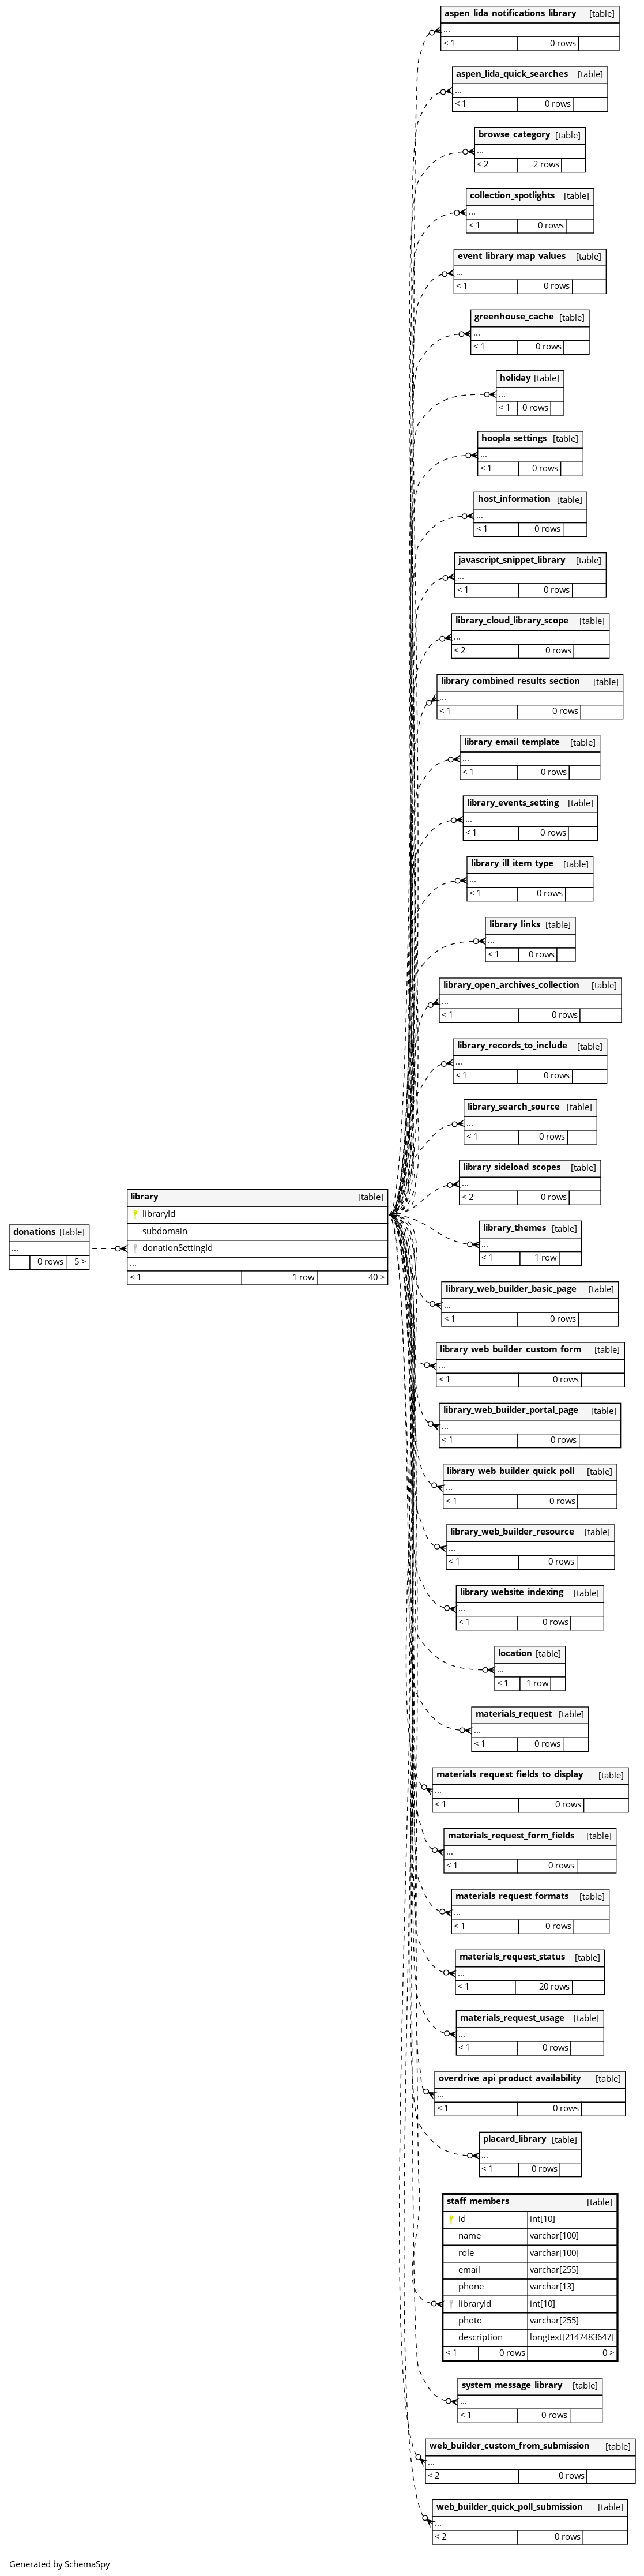 aspen_lida_notifications_library [table]
...
< 1 0 rows
aspen_lida_quick_searches [table]
...
< 1 0 rows
browse_category [table]
...
< 2 2 rows
collection_spotlights [table]
...
< 1 0 rows
event_library_map_values [table]
...
< 1 0 rows
greenhouse_cache [table]
...
< 1 0 rows
holiday [table]
...
< 1 0 rows
hoopla_settings [table]
...
< 1 0 rows
host_information [table]
...
< 1 0 rows
javascript_snippet_library [table]
...
< 1 0 rows
library_cloud_library_scope [table]
...
< 2 0 rows
library_combined_results_section [table]
...
< 1 0 rows
library_email_template [table]
...
< 1 0 rows
library_events_setting [table]
...
< 1 0 rows
library_ill_item_type [table]
...
< 1 0 rows
library_links [table]
...
< 1 0 rows
library_open_archives_collection [table]
...
< 1 0 rows
library_records_to_include [table]
...
< 1 0 rows
library_search_source [table]
...
< 1 0 rows
library_sideload_scopes [table]
...
< 2 0 rows
donations [table]
...
0 rows 5 >
library [table]
libraryId
subdomain
donationSettingId
...
< 1 1 row 40 >
library_themes [table]
...
< 1 1 row
library_web_builder_basic_page [table]
...
< 1 0 rows
library_web_builder_custom_form [table]
...
< 1 0 rows
library_web_builder_portal_page [table]
...
< 1 0 rows
library_web_builder_quick_poll [table]
...
< 1 0 rows
library_web_builder_resource [table]
...
< 1 0 rows
library_website_indexing [table]
...
< 1 0 rows
location [table]
...
< 1 1 row
materials_request [table]
...
< 1 0 rows
materials_request_fields_to_display [table]
...
< 1 0 rows
materials_request_form_fields [table]
...
< 1 0 rows
materials_request_formats [table]
...
< 1 0 rows
materials_request_status [table]
...
< 1 20 rows
materials_request_usage [table]
...
< 1 0 rows
overdrive_api_product_availability [table]
...
< 1 0 rows
placard_library [table]
...
< 1 0 rows
staff_members [table]
id int[10]
name varchar[100]
role varchar[100]
email varchar[255]
phone varchar[13]
libraryId int[10]
photo varchar[255]
description longtext[2147483647]
< 1 0 rows 0 >
system_message_library [table]
...
< 1 0 rows
web_builder_custom_from_submission [table]
...
< 2 0 rows
web_builder_quick_poll_submission [table]
...
< 2 0 rows
Generated by SchemaSpy